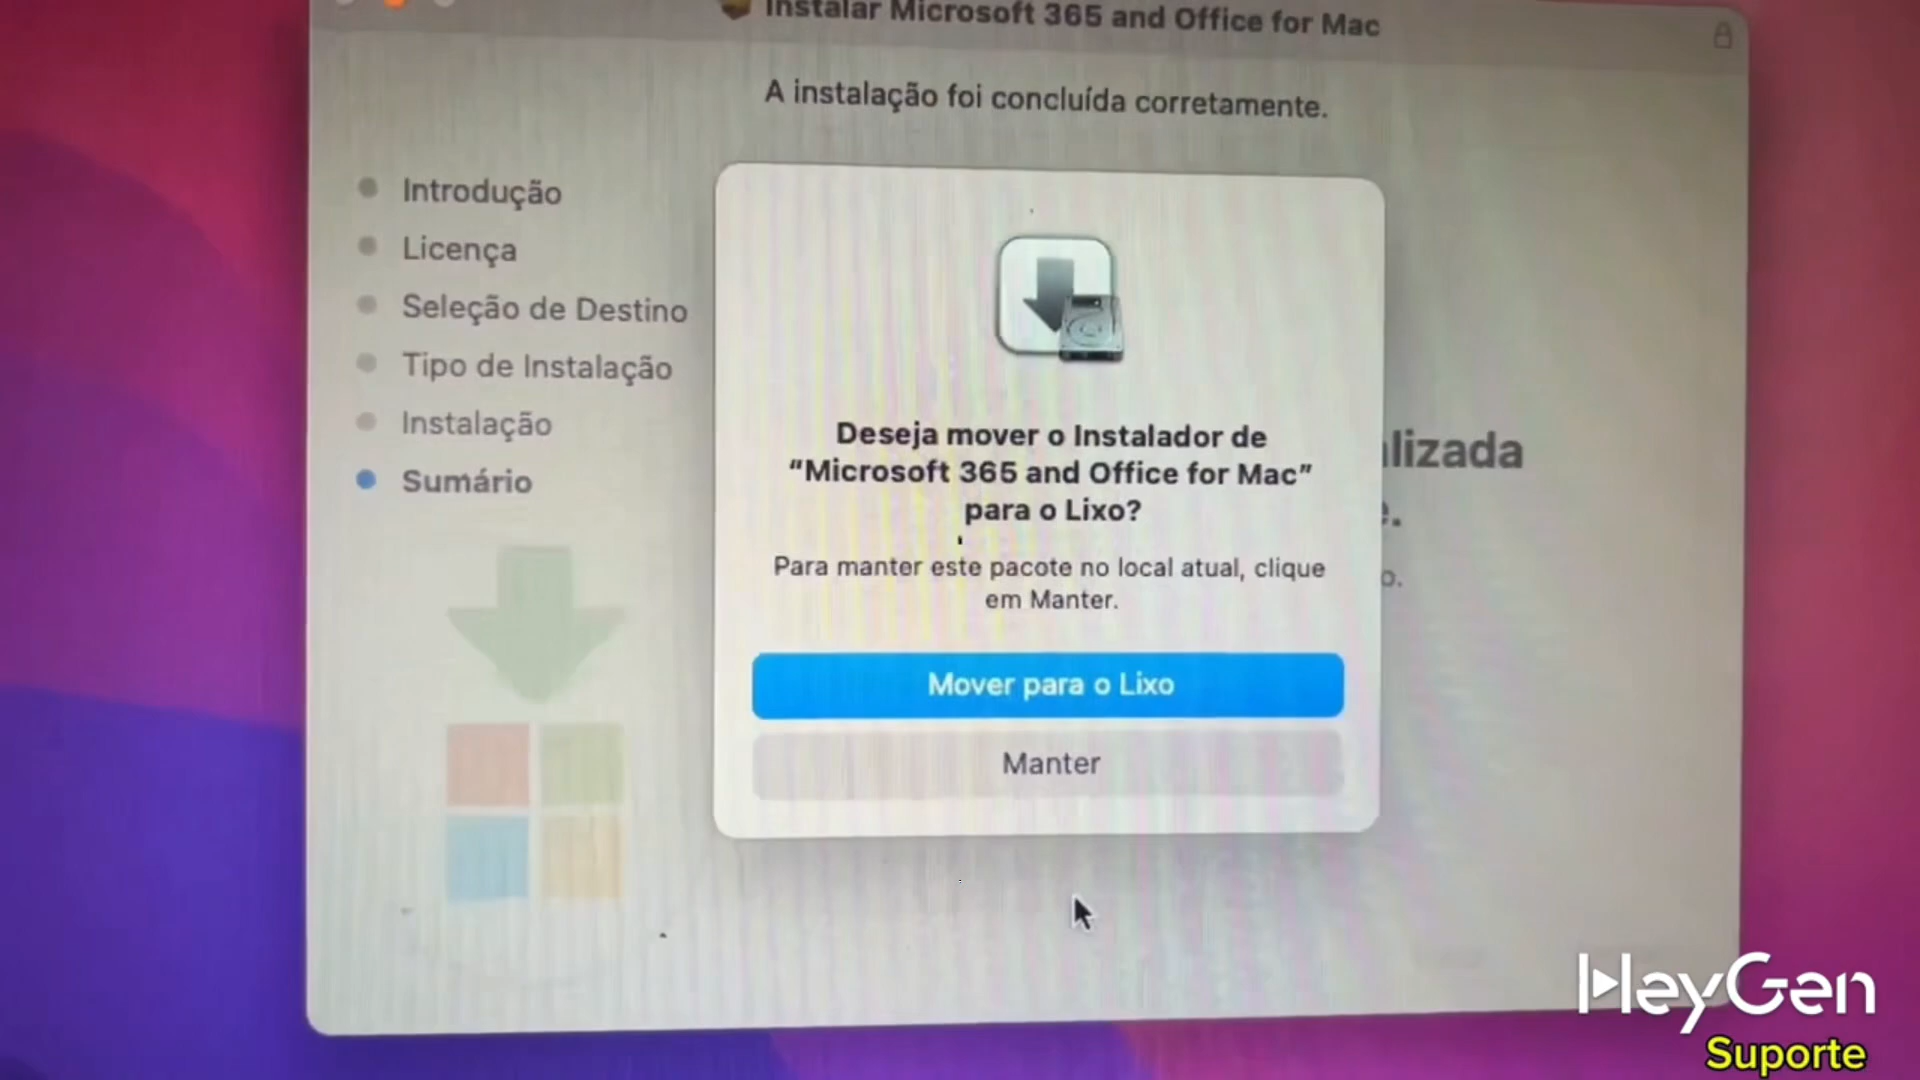 Instalar Microsoft 365 and Office for Mac
A instalação foi concluída corretamente.
Introdução
Licença
Seleção de Destino
Tipo de Instalação
Instalação
Sumário
lizada
e.
o.
Deseja mover o Instalador de
“Microsoft 365 and Office for Mac”
para o Lixo?
Para manter este pacote no local atual, clique
em Manter.
Mover para o Lixo
Manter
HeyGen
Suporte